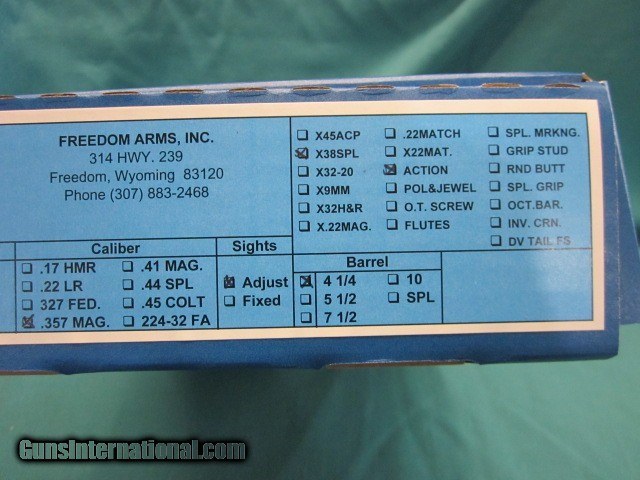 FREEDOM ARMS, INC.
314 HWY. 239
Freedom, Wyoming 83120
Phone (307) 883-2468
☐ X45ACP ☐ .22MATCH ☐ SPL. MRKNG.
☒ X38SPL ☐ X22MAT. ☐ GRIP STUD
☐ X32-20 ☒ ACTION ☐ RND BUTT
☐ X9MM ☐ POL&JEWEL ☐ SPL. GRIP
☐ X32H&R ☐ O.T. SCREW ☐ OCT.BAR.
☐ X.22MAG. ☐ FLUTES ☐ INV. CRN.
☐ DV TAIL FS
Caliber
☐ .17 HMR ☐ .41 MAG.
☐ .22 LR ☐ .44 SPL
☐ 327 FED. ☐ .45 COLT
☒ .357 MAG. ☐ 224-32 FA
Sights
☒ Adjust
☐ Fixed
Barrel
☒ 4 1/4 ☐ 10
☐ 5 1/2 ☐ SPL
☐ 7 1/2
GunsInternational.com